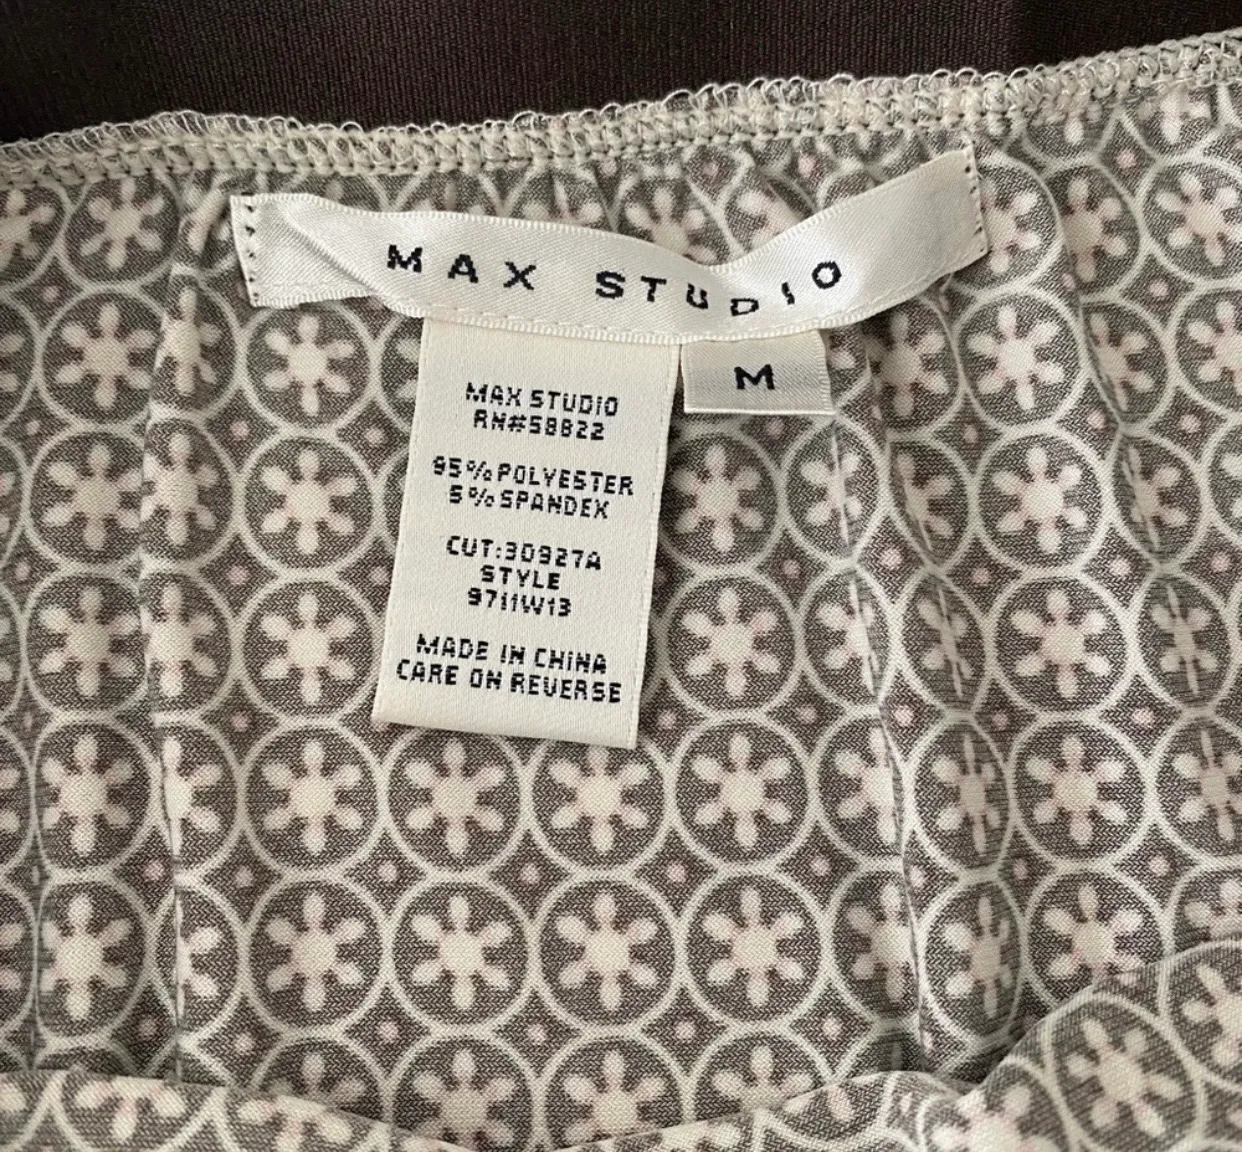 MAX STUDIO
M
MAX STUDIO
RN#58822
95% POLYESTER
5% SPANDEX
CUT:30927A
STYLE
9711W13
MADE IN CHINA
CARE ON REVERSE